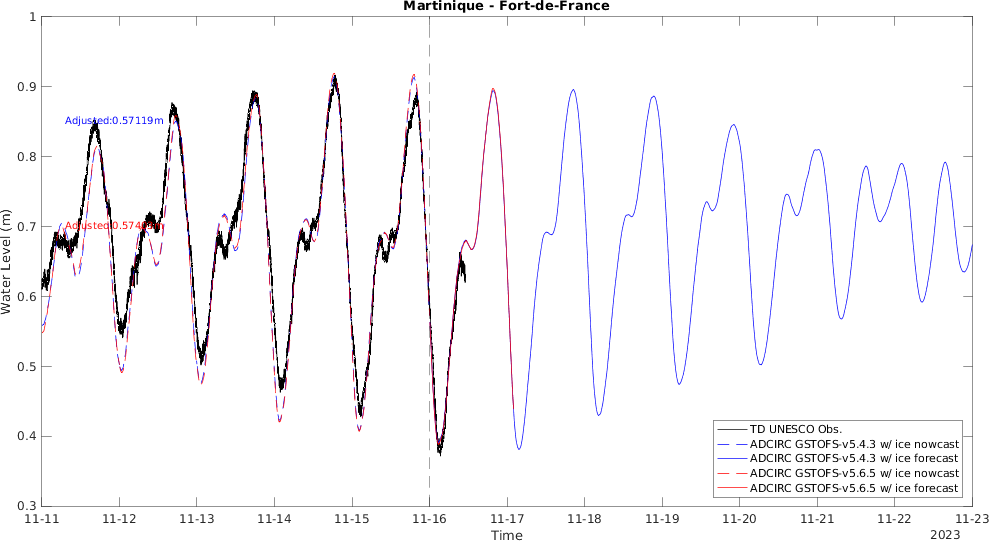 Martinique - Fort-de-France
1
0.9
0.8
0.7
0.6
0.5
0.4
0.3
Water Level (m)
Adjusted:0.57119m
TD UNESCO Obs.
ADCIRC GSTOFS-v5.4.3 w/ ice nowcast
ADCIRC GSTOFS-v5.4.3 w/ ice forecast
ADCIRC GSTOFS-v5.6.5 w/ ice nowcast
ADCIRC GSTOFS-v5.6.5 w/ ice forecast
11-11 11-12 11-13 11-14 11-15 11-16 11-17 11-18 11-19 11-20 11-21 11-22 11-23
Time
2023